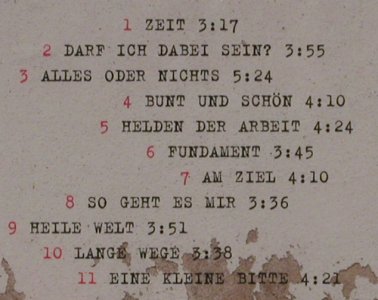 1 ZEIT 3:17
2 DARF ICH DABEI SEIN? 3:55
3 ALLES ODER NICHTS 5:24
4 BUNT UND SCHÖN 4:10
5 HELDEN DER ARBEIT 4:24
6 FUNDAMENT 3:45
7 AM ZIEL 4:10
8 SO GEHT ES MIR 3:36
9 HEILE WELT 3:51
10 LANGE WEGE 3:38
11 EINE KLEINE BITTE 4:21